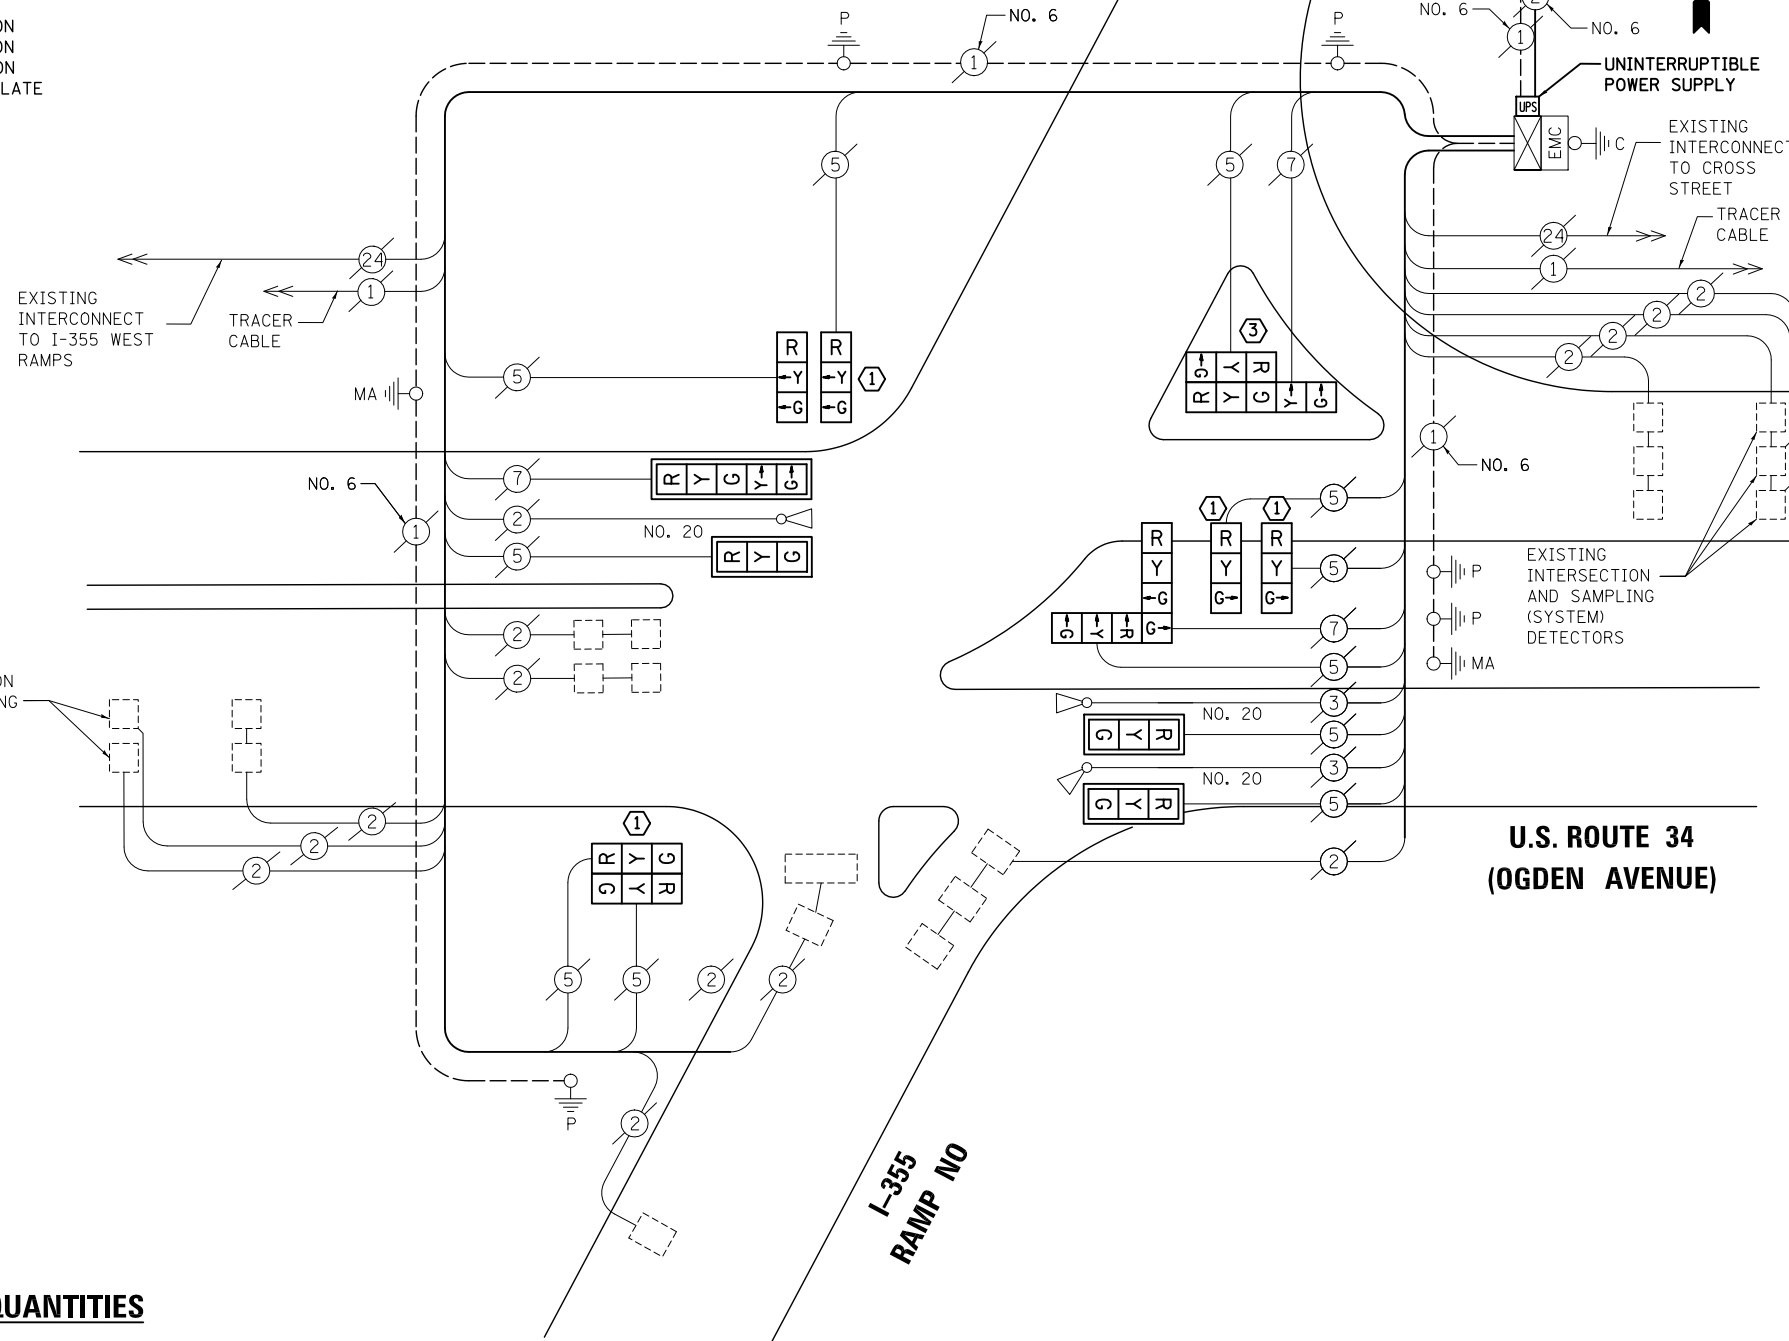 ON
ON
ON
LATE
P
NO. 6
1
P
NO. 6
1
2
NO. 6
UNINTERRUPTIBLE
POWER SUPPLY
UPS
EMC
C
EXISTING
INTERCONNECT
TO CROSS
STREET
TRACER
CABLE
5
5
7
24
1
EXISTING
INTERCONNECT
TO I-355 WEST
RAMPS
TRACER
CABLE
24
1
2
2
2
2
R
Y
G
R
Y
G
1
3
G Y R
R Y G Y G
MA
5
1
NO. 6
NO. 6
1
7
R Y G Y G
2
NO. 20
5
R Y G
1
1
5
R
Y
G
R
Y
G
R
Y
G
5
G Y R G
7
5
P
P
MA
EXISTING
INTERSECTION
AND SAMPLING
(SYSTEM)
DETECTORS
2
2
ON
NG
3
NO. 20
G Y R
5
3
NO. 20
G Y R
5
2
2
2
2
1
R Y G
G Y R
U.S. ROUTE 34
(OGDEN AVENUE)
5
5
2
2
P
2
I-355
RAMP NO
QUANTITIES